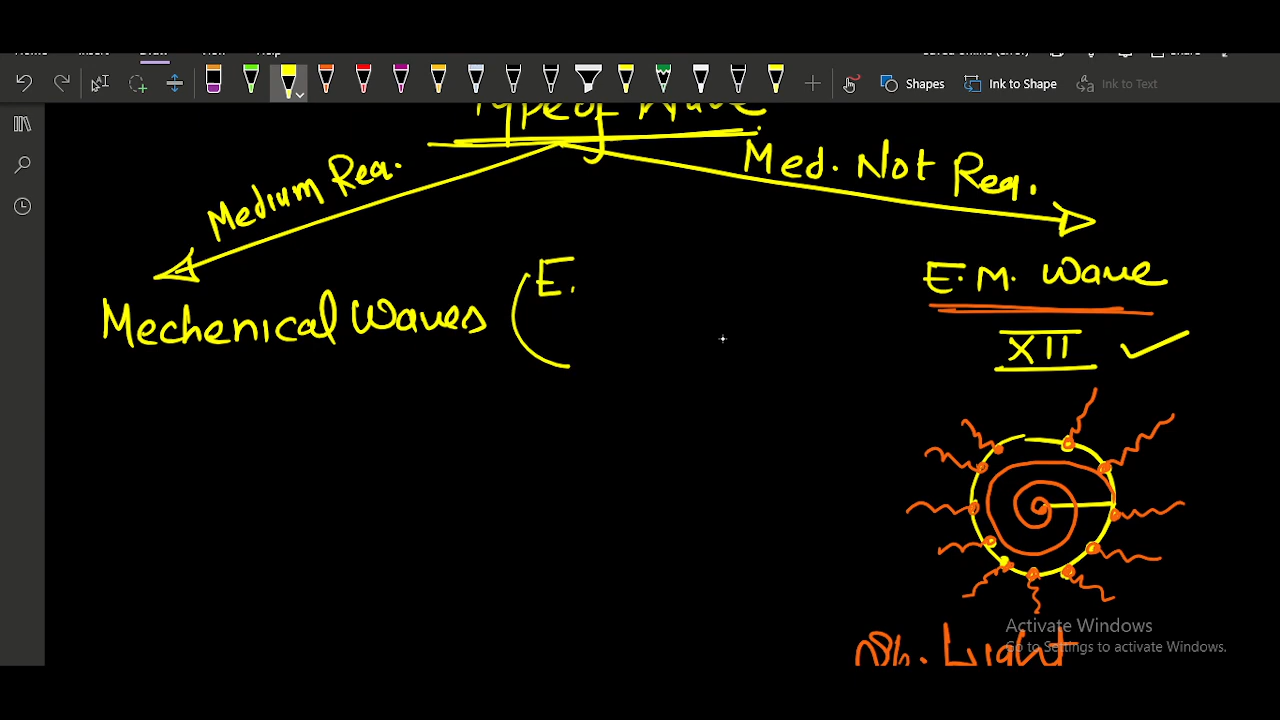 Shapes
Ink to Shape
Ink to Text
Type of Wave
Medium Req.
Med. Not Req.
E.M. Wave
Mechenical Waves (E.
XII
Light
Activate Windows
Go to Settings to activate Windows.